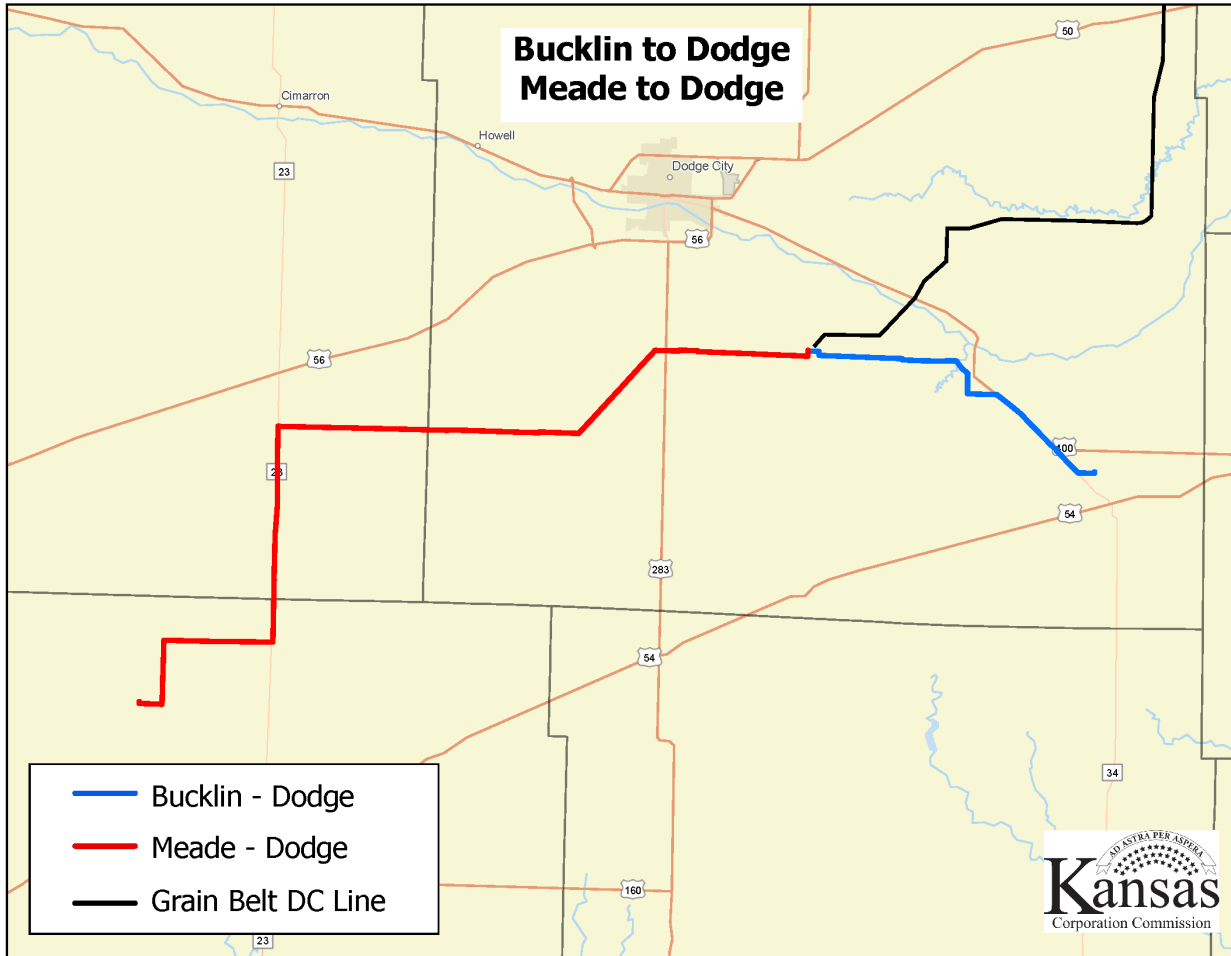 50
Bucklin to Dodge
Meade to Dodge
Cimarron
Howell
23
Dodge City
56
56
400
23
54
283
54
34
Bucklin - Dodge
Meade - Dodge
Grain Belt DC Line
160
23
AD ASTRA PER ASPERA
Kansas
Corporation Commission